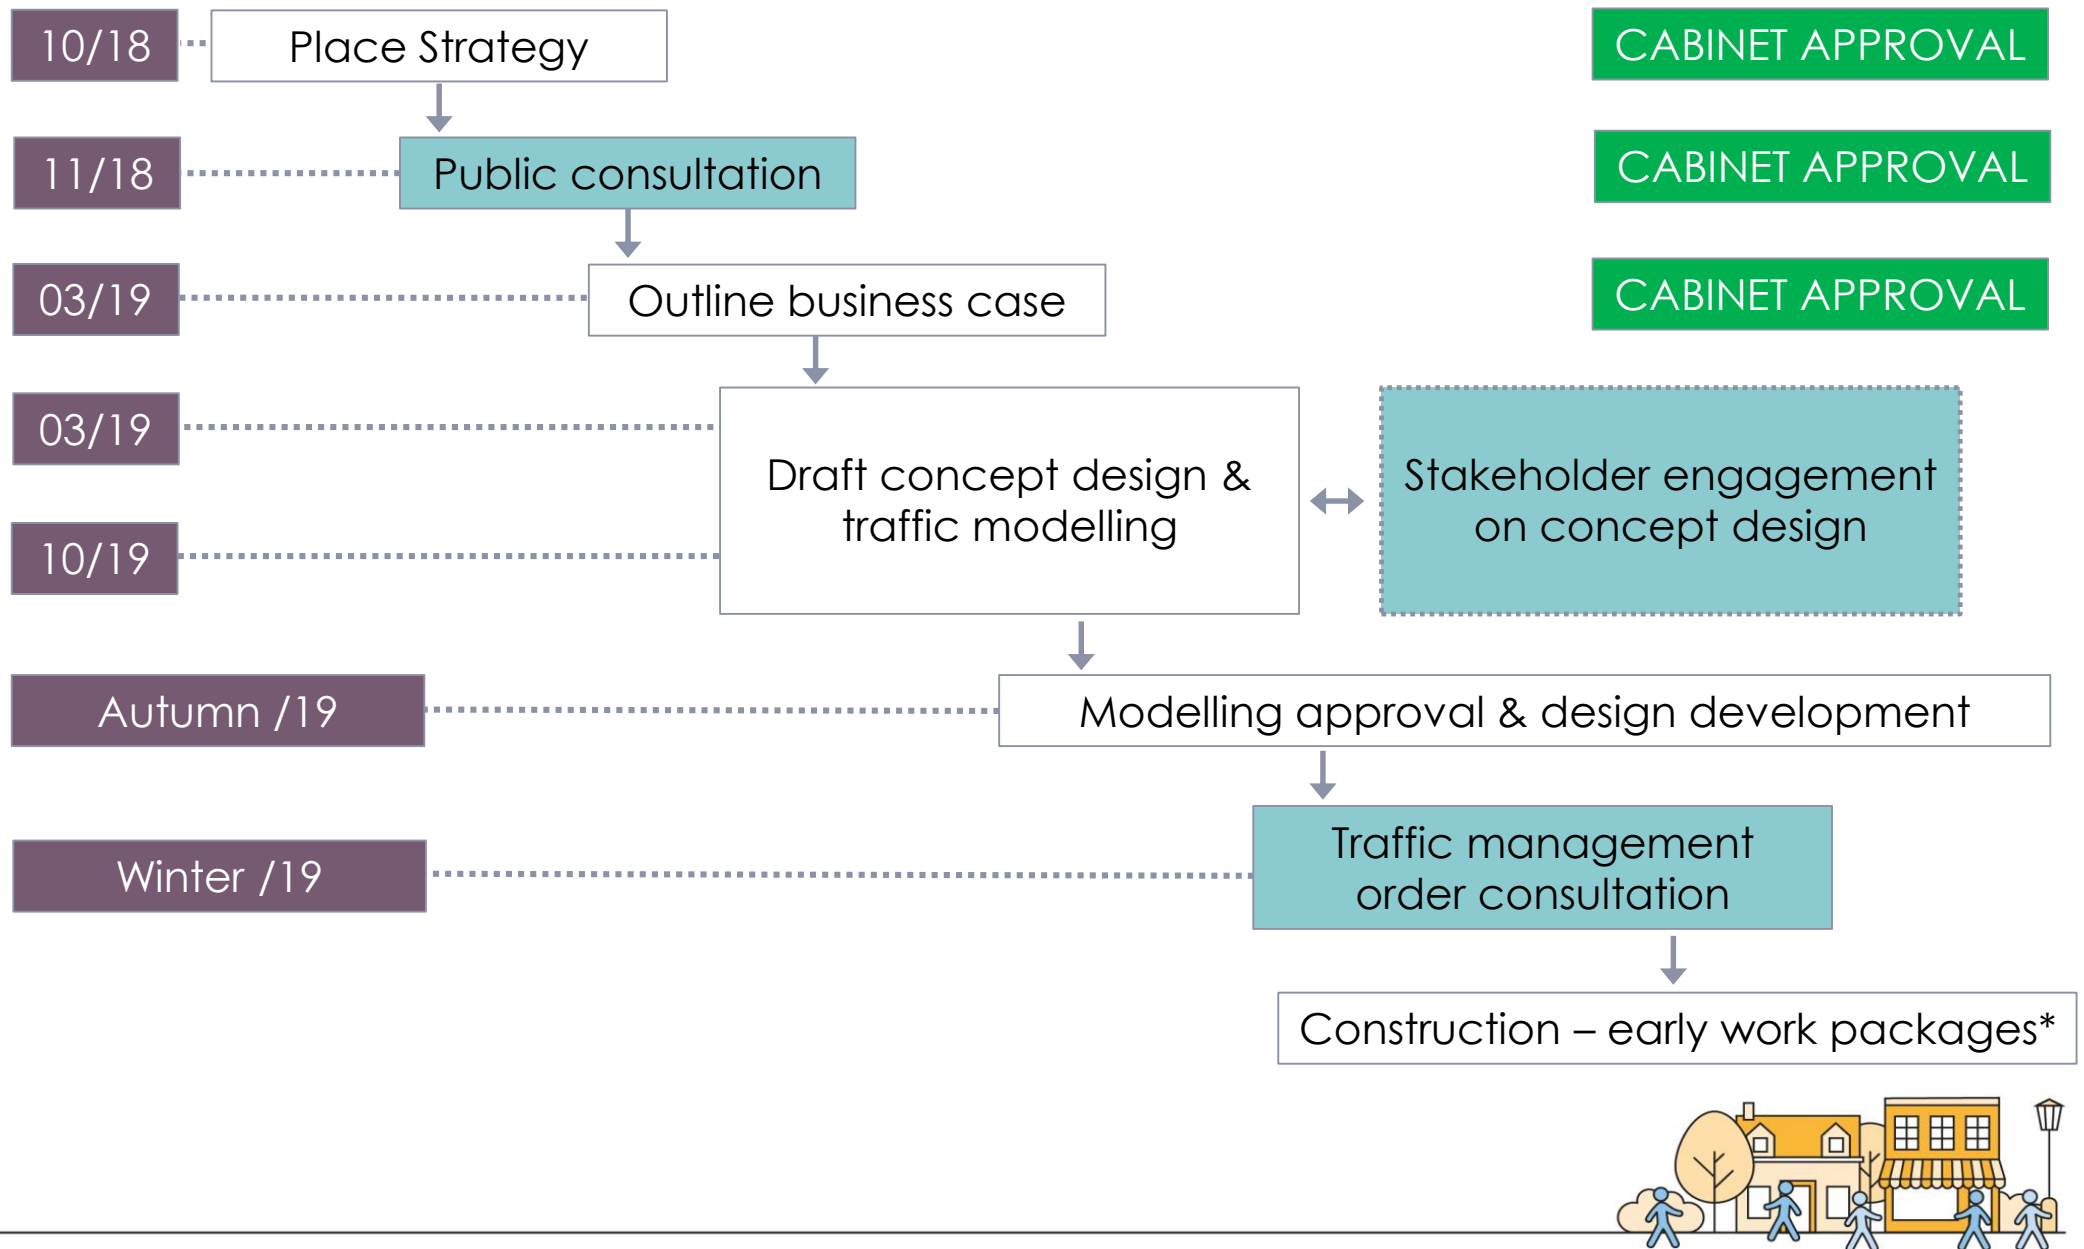 10/18
Place Strategy
CABINET APPROVAL
11/18
Public consultation
CABINET APPROVAL
03/19
Outline business case
CABINET APPROVAL
03/19
Draft concept design &
traffic modelling
Stakeholder engagement
on concept design
10/19
Autumn /19
Modelling approval & design development
Winter /19
Traffic management
order consultation
Construction – early work packages*